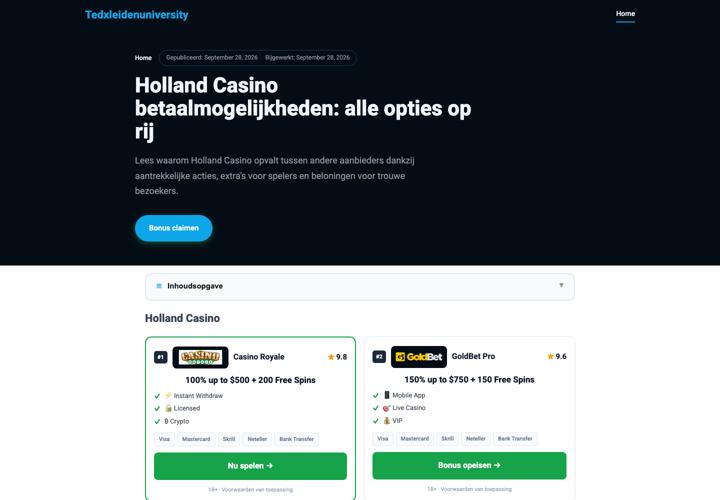 Tedxleidenuniversity
Home
Home
Gepubliceerd: September 28, 2026 Bijgewerkt: September 28, 2026
Holland Casino
betaalmogelijkheden: alle opties op
rij
Lees waarom Holland Casino opvalt tussen andere aanbieders dankzij
aantrekkelijke acties, extra's voor spelers en beloningen voor trouwe
bezoekers.
Bonus claimen
Inhoudsopgave
Holland Casino
#1
CASINO
Casino Royale
9.8
100% up to $500 + 200 Free Spins
Instant Withdraw
Licensed
₿ Crypto
Visa
Mastercard
Skrill
Neteller
Bank Transfer
Nu spelen →
18+ · Voorwaarden van toepassing
#2
GoldBet
GoldBet Pro
9.6
150% up to $750 + 150 Free Spins
Mobile App
Live Casino
VIP
Visa
Mastercard
Skrill
Neteller
Bank Transfer
Bonus opeisen →
18+ · Voorwaarden van toepassing